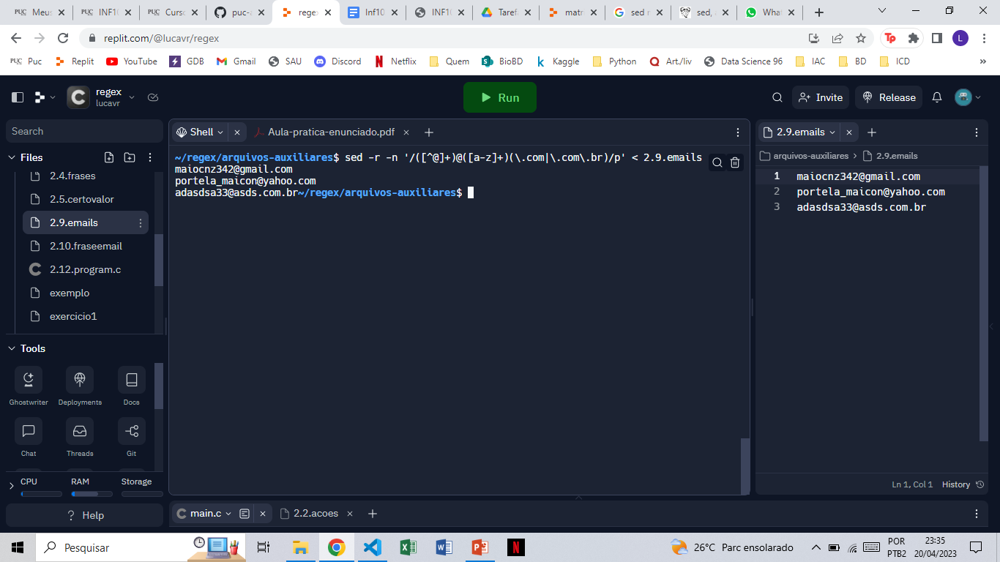 Meus
INF10
Curso
puc-a
regex
Inf10
INF10
Taref
matr
sed r
sed, a
What
replit.com/@lucavr/regex
Tp
L
PUC Puc
Replit
YouTube
GDB
Gmail
SAU
Discord
Netflix
Quem
BioBD
Kaggle
Python
Art./liv
Data Science 96
IAC
BD
ICD
»
regex
lucavr
Run
Invite
Release
Search
Files
2.4.frases
2.5.certovalor
2.9.emails
2.10.fraseemail
2.12.program.c
exemplo
exercicio1
Tools
Ghostwriter
Deployments
Docs
Chat
Threads
Git
CPU
RAM
Storage
? Help
Shell
Aula-pratica-enunciado.pdf
~/regex/arquivos-auxiliares$ sed -r -n '/([^@]+)@([a-z]+)(\.com|\.com\.br)/p' < 2.9.emails
maiocnz342@gmail.com
portela_maicon@yahoo.com
adasdsa33@asds.com.br~/regex/arquivos-auxiliares$
2.9.emails
arquivos-auxiliares > 2.9.emails
1 maiocnz342@gmail.com
2 portela_maicon@yahoo.com
3 adasdsa33@asds.com.br
Ln 1, Col 1 History
main.c
2.2.acoes
Pesquisar
26°C Parc ensolarado
POR
PTB2
23:35
20/04/2023